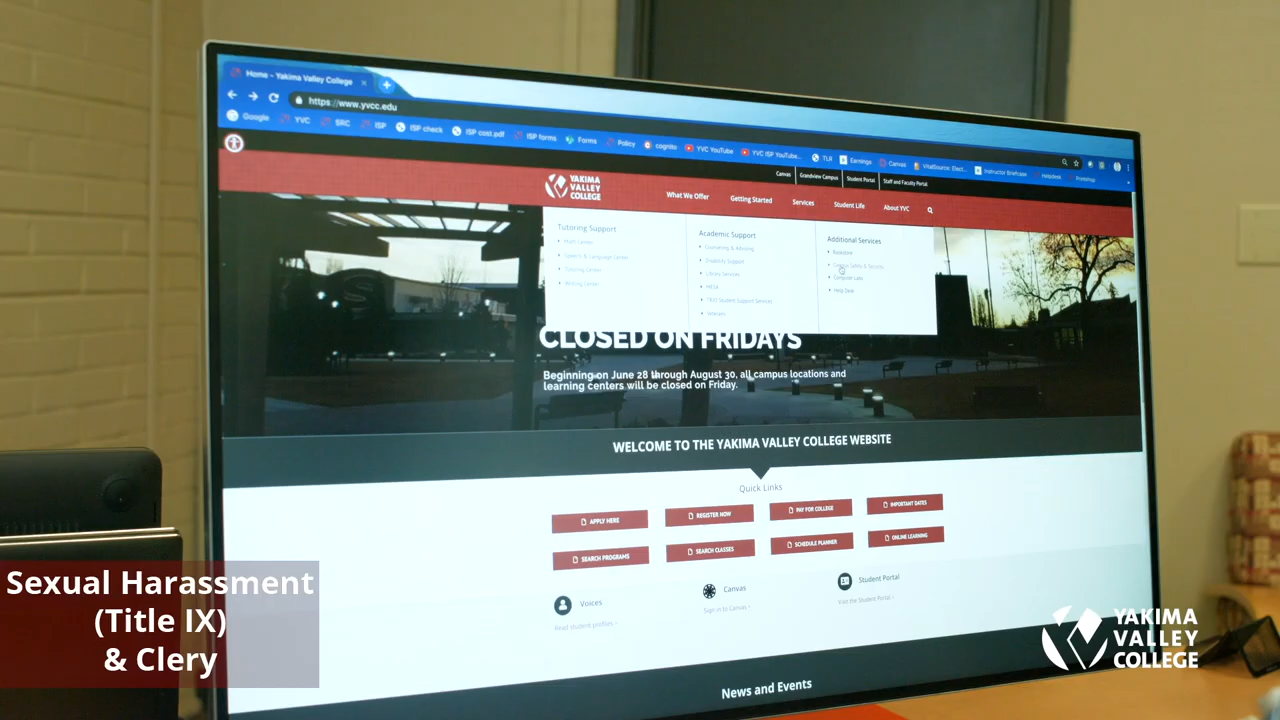 Home - Yakima Valley College
https://www.yvcc.edu
Google YVC SRC ISP ISP check ISP cost.pdf ISP forms Forms Policy cognito YVC YouTube YVC ISP YouTube... TLR Earnings Canvas VitalSource: Elect... Instructor Briefcase Helpdesk Printshop
Canvas Grandview Campus Student Portal Staff and Faculty Portal
YAKIMA
VALLEY
COLLEGE
What We Offer Getting Started Services Student Life About YVC
Tutoring Support
Math Center
Speech & Language Center
Tutoring Center
Writing Center
Academic Support
Counseling & Advising
Disability Support
Library Services
MESA
TRIO Student Support Services
Veterans
Additional Services
Bookstore
Campus Safety & Security
Computer Labs
Help Desk
CLOSED ON FRIDAYS
Beginning on June 28 through August 30, all campus locations and
learning centers will be closed on Friday.
WELCOME TO THE YAKIMA VALLEY COLLEGE WEBSITE
Quick Links
APPLY HERE REGISTER NOW PAY FOR COLLEGE IMPORTANT DATES
SEARCH PROGRAMS SEARCH CLASSES SCHEDULE PLANNER ONLINE LEARNING
Voices
Read student profiles >
Canvas
Sign in to Canvas >
Student Portal
Visit the Student Portal >
News and Events
Sexual Harassment
(Title IX)
& Clery
YAKIMA
VALLEY
COLLEGE